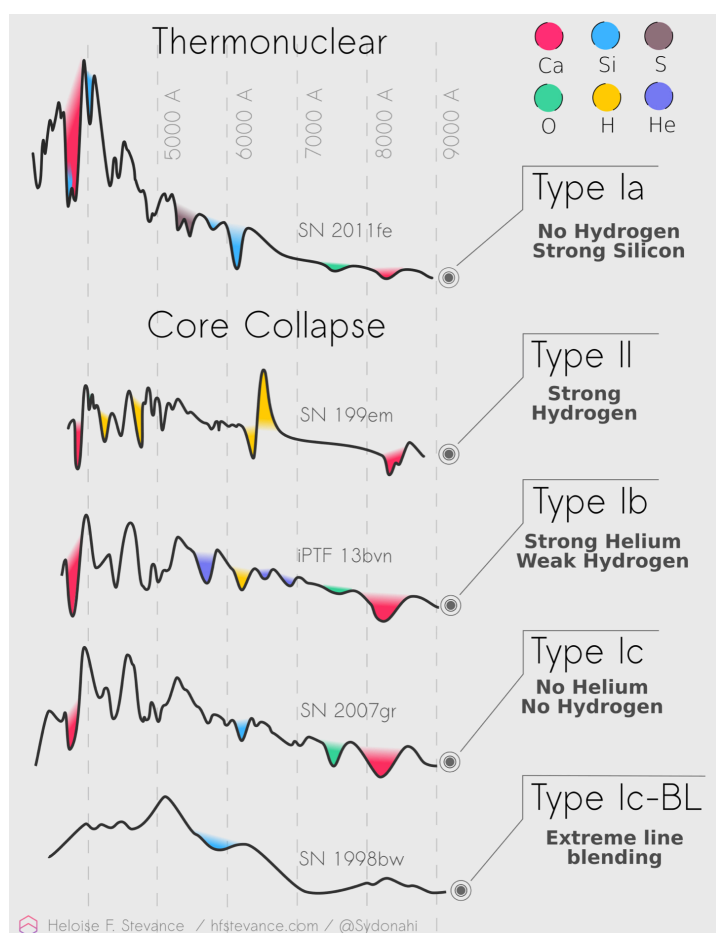 Thermonuclear
Ca
Si
S
O
H
He
5000 A
6000 A
7000 A
8000 A
9000 A
Type Ia
No Hydrogen
Strong Silicon
SN 2011fe
Core Collapse
Type II
Strong
Hydrogen
SN 199em
Type Ib
Strong Helium
Weak Hydrogen
iPTF 13bvn
Type Ic
No Helium
No Hydrogen
SN 2007gr
Type Ic-BL
Extreme line
blending
SN 1998bw
Heloise F. Stevance / hfstevance.com / @Sydonahi